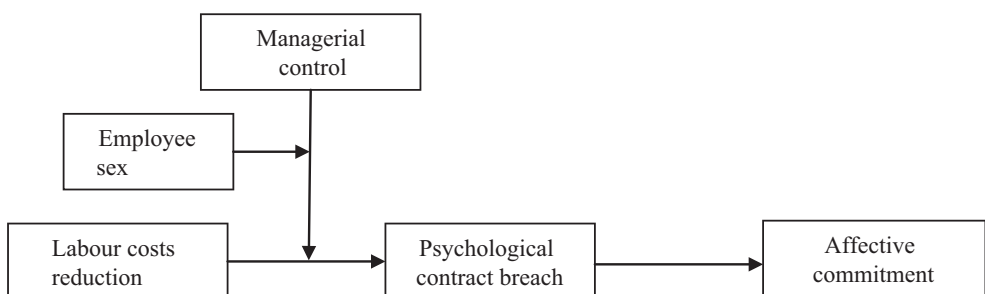 Managerial
control
Employee
sex
Labour costs
reduction
Psychological
contract breach
Affective
commitment